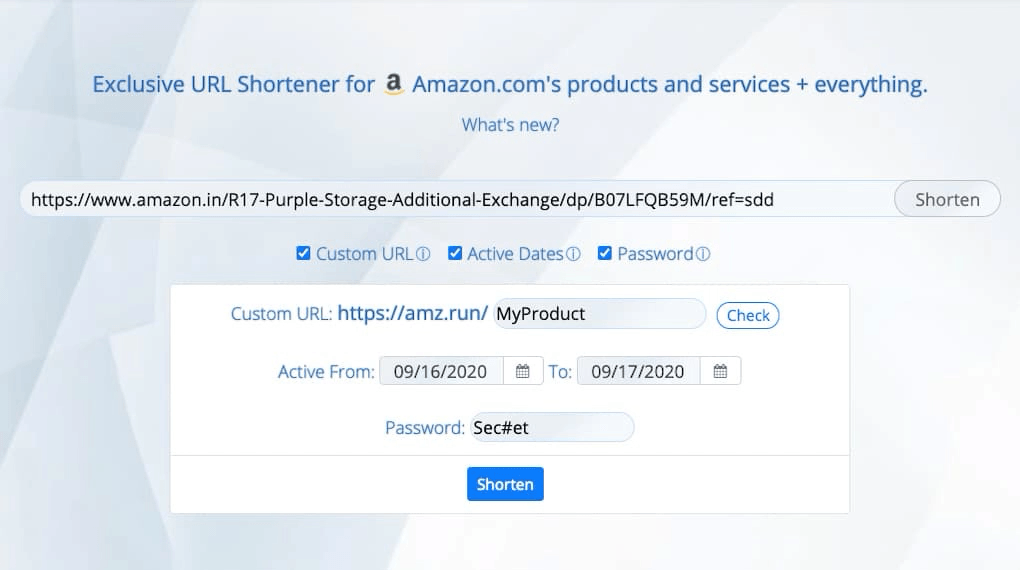 Exclusive URL Shortener for a Amazon.com's products and services + everything.
What's new?
https://www.amazon.in/R17-Purple-Storage-Additional-Exchange/dp/B07LFQB59M/ref=sdd Shorten
Custom URL Active Dates Password
Custom URL: https://amz.run/ MyProduct Check
Active From: 09/16/2020 To: 09/17/2020
Password: Sec#et
Shorten